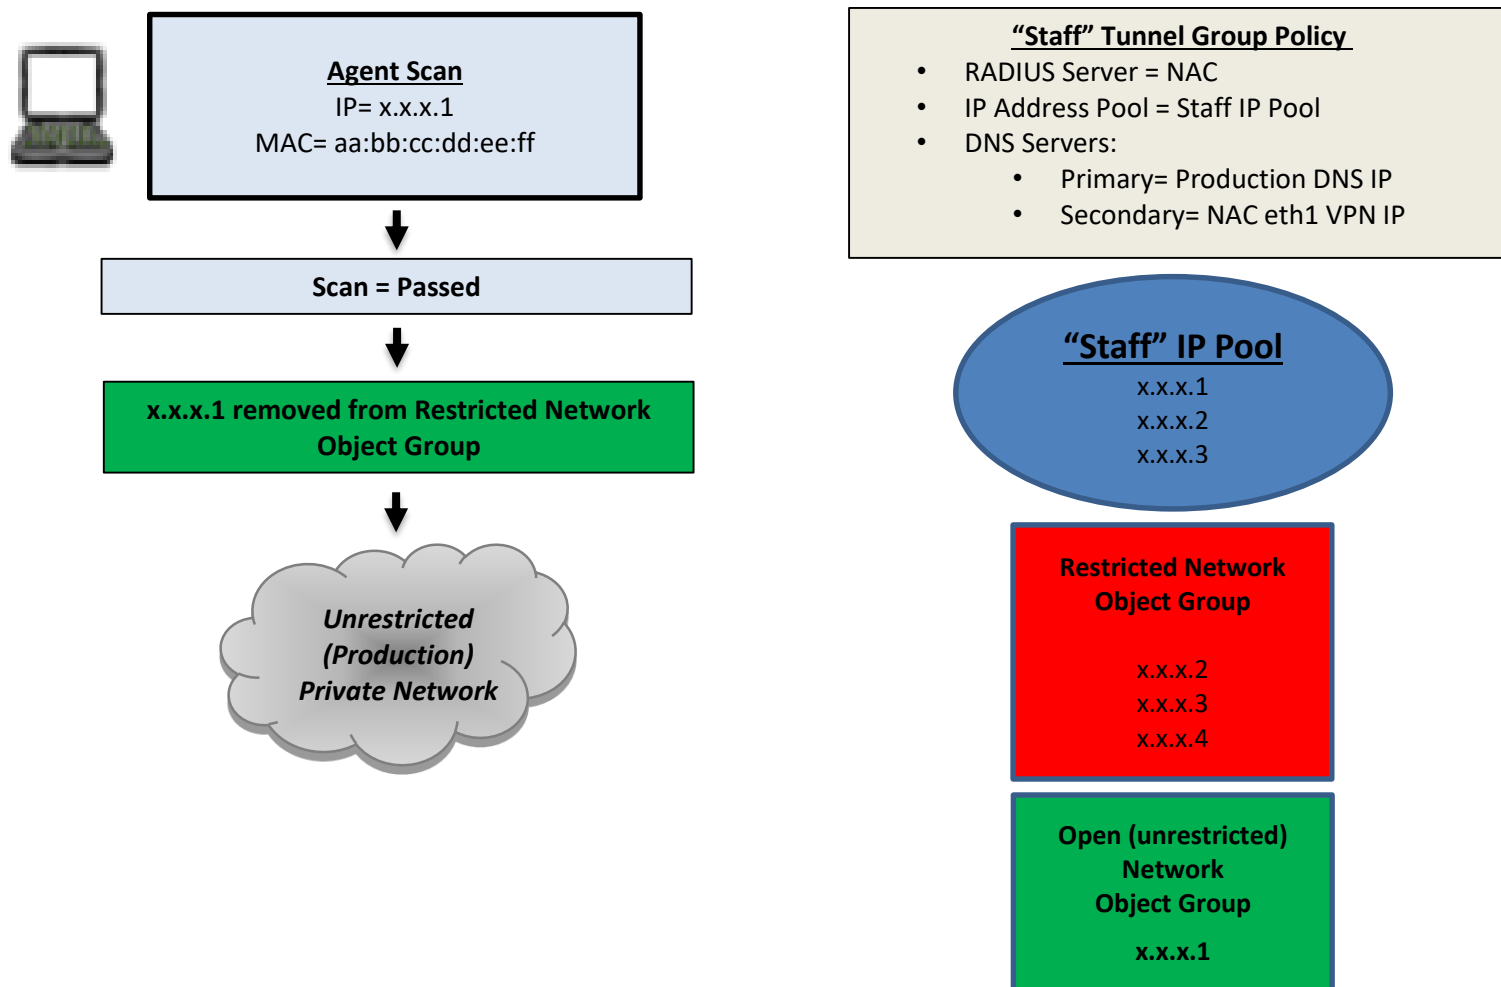 Agent Scan
IP= x.x.x.1
MAC= aa:bb:cc:dd:ee:ff
Scan = Passed
x.x.x.1 removed from Restricted Network
Object Group
Unrestricted
(Production)
Private Network
“Staff” Tunnel Group Policy
• RADIUS Server = NAC
• IP Address Pool = Staff IP Pool
• DNS Servers:
• Primary= Production DNS IP
• Secondary= NAC eth1 VPN IP
“Staff” IP Pool
x.x.x.1
x.x.x.2
x.x.x.3
Restricted Network
Object Group
x.x.x.2
x.x.x.3
x.x.x.4
Open (unrestricted)
Network
Object Group
x.x.x.1